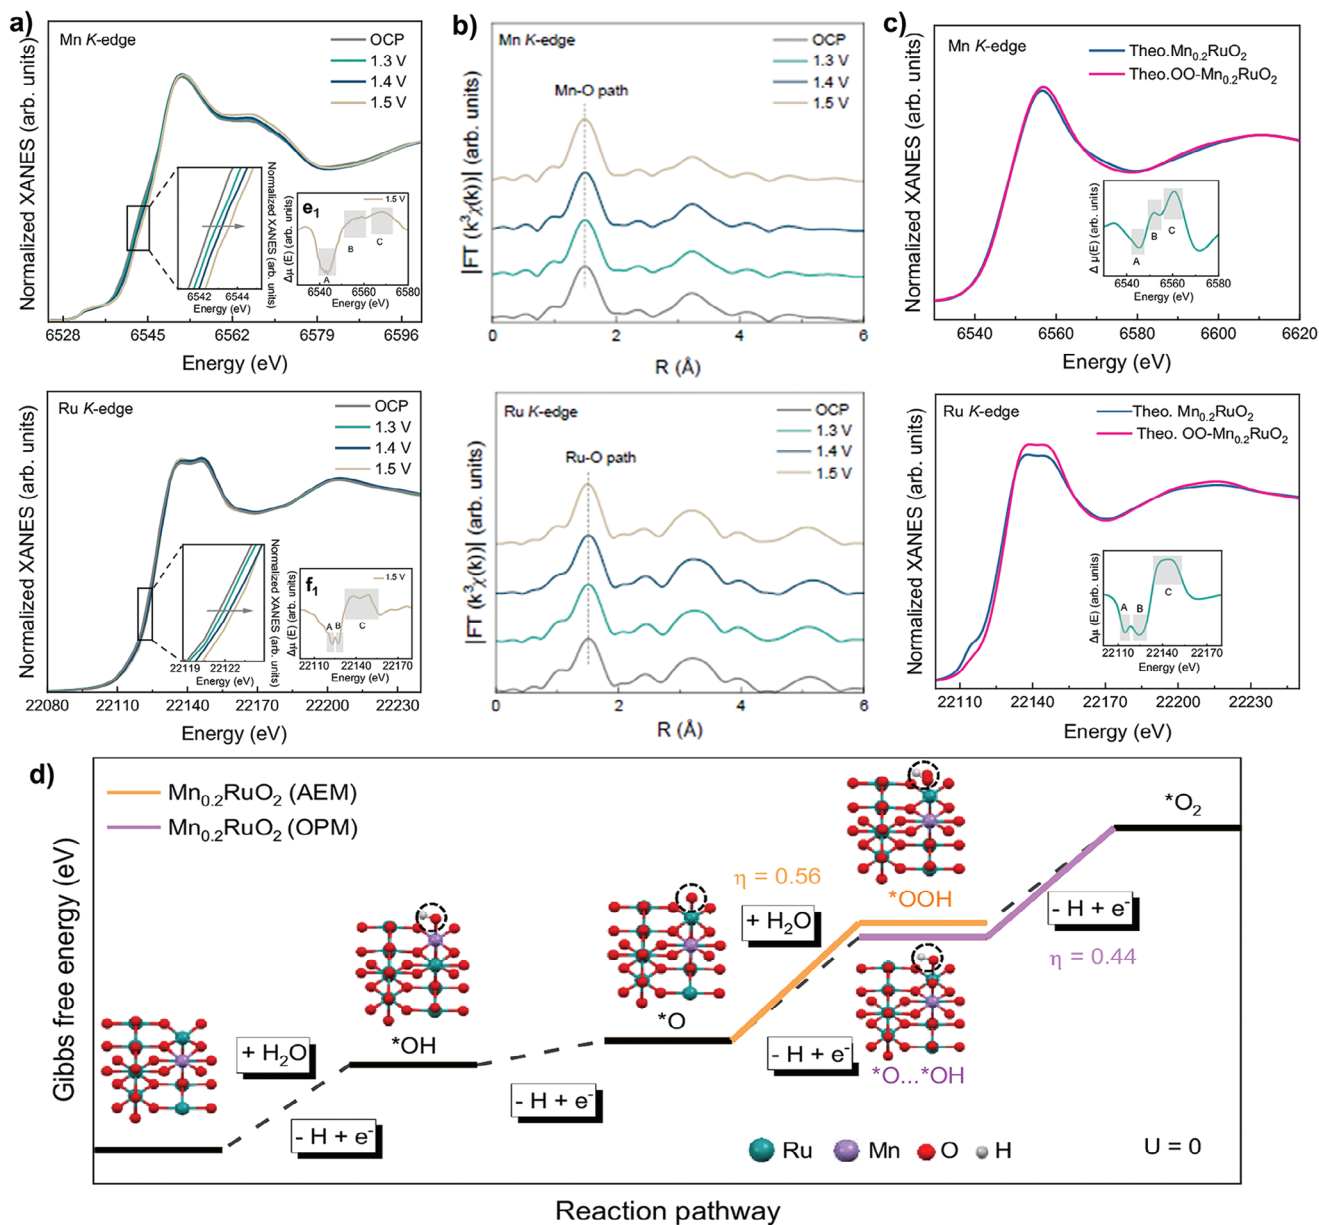 a)
Mn K-edge
OCP
1.3 V
1.4 V
1.5 V
Normalized XANES (arb. units)
Normalized XANES (arb. units)
6542 6544
Energy (eV)
e1
1.5 V
A
B
C
Δμ (E) (arb. units)
6540 6560 6580
Energy (eV)
6528 6545 6562 6579 6596
Energy (eV)
b)
Mn K-edge
OCP
1.3 V
1.4 V
1.5 V
Mn-O path
|FT (k³χ(k))| (arb. units)
0 2 4 6
R (Å)
c)
Mn K-edge
Theo.Mn0.2RuO2
Theo.OO-Mn0.2RuO2
Normalized XANES (arb. units)
A
B
C
Δ μ(E) (arb. units)
6540 6560 6580
Energy (eV)
6540 6560 6580 6600 6620
Energy (eV)
Ru K-edge
OCP
1.3 V
1.4 V
1.5 V
Normalized XANES (arb. units)
Normalized XANES (arb. units)
22119 22122
Energy (eV)
f1
1.5 V
A B
C
Δμ (E) (arb. units)
22110 22140 22180
Energy (eV)
22080 22110 22140 22170 22200 22230
Energy (eV)
Ru K-edge
OCP
1.3 V
1.4 V
1.5 V
Ru-O path
|FT (k³χ(k))| (arb. units)
0 2 4 6
R (Å)
Ru K-edge
Theo. Mn0.2RuO2
Theo. OO-Mn0.2RuO2
Normalized XANES (arb. units)
A B
C
Δμ(E) (arb. units)
22110 22140 22180
Energy (eV)
22110 22140 22170 22200 22230
Energy (eV)
d)
Mn0.2RuO2 (AEM)
Mn0.2RuO2 (OPM)
Gibbs free energy (eV)
+ H2O
- H + e-
*OH
- H + e-
*O
η = 0.56
+ H2O
- H + e-
*OOH
*O...*OH
- H + e-
η = 0.44
*O2
Ru Mn O H
U = 0
Reaction pathway